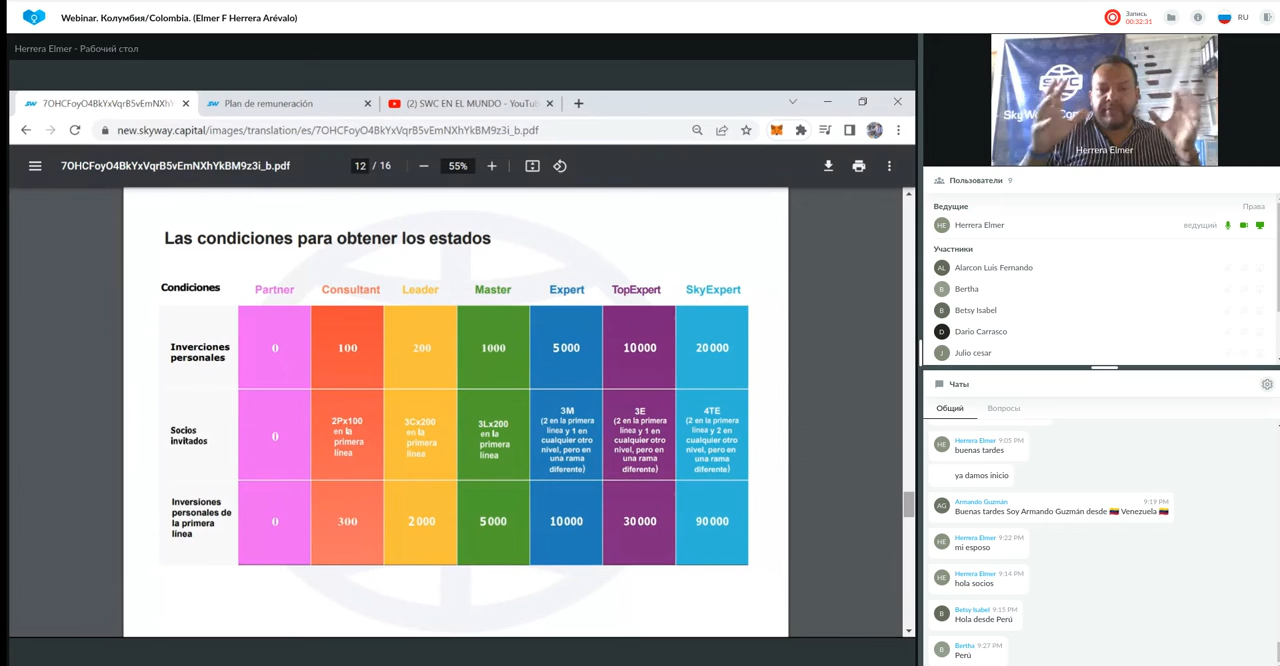 Webinar. Колумбия/Colombia. (Elmer F Herrera Arévalo)
Запись
00:32:31
RU
Herrera Elmer - Рабочий стол
7OHCFoyO4BkYxVqrB5vEmNXhY
Plan de remuneración
(2) SWC EN EL MUNDO - YouTub
new.skyway.capital/images/translation/es/7OHCFoyO4BkYxVqrB5vEmNXhYkBM9z3i_b.pdf
7OHCFoyO4BkYxVqrB5vEmNXhYkBM9z3i_b.pdf
12 / 16
55%
Las condiciones para obtener los estados
Condiciones Partner Consultant Leader Master Expert TopExpert SkyExpert
Inverciones
personales
0 100 200 1000 5000 10000 20000
Socios
invitados
0
2Px100
en la
primera
línea
3Cx200
en la
primera
línea
3Lx200
en la
primera
línea
3M
(2 en la primera
línea y 1 en
cualquier otro
nivel, pero en
una rama
diferente)
3E
(2 en la primera
línea y 1 en
cualquier otro
nivel, pero en
una rama
diferente)
4TE
(2 en la primera
línea y 2 en
cualquier otro
nivel, pero en
una rama
diferente)
Inversiones
personales de
la primera
línea
0 300 2000 5000 10000 30000 90000
SWC
Herrera Elmer
Пользователи 9
Ведущие Права
HE Herrera Elmer ведущий
Участники
AL Alarcon Luis Fernando
B Bertha
B Betsy Isabel
D Dario Carrasco
J Julio cesar
Чаты
Общий Вопросы
HE Herrera Elmer 9:05 PM
buenas tardes
ya damos inicio
AG Armando Guzmán 9:19 PM
Buenas tardes Soy Armando Guzmán desde 🇻🇪 Venezuela 🇻🇪
HE Herrera Elmer 9:22 PM
mi esposo
HE Herrera Elmer 9:14 PM
hola socios
B Betsy Isabel 9:15 PM
Hola desde Perú
B Bertha 9:27 PM
Perú